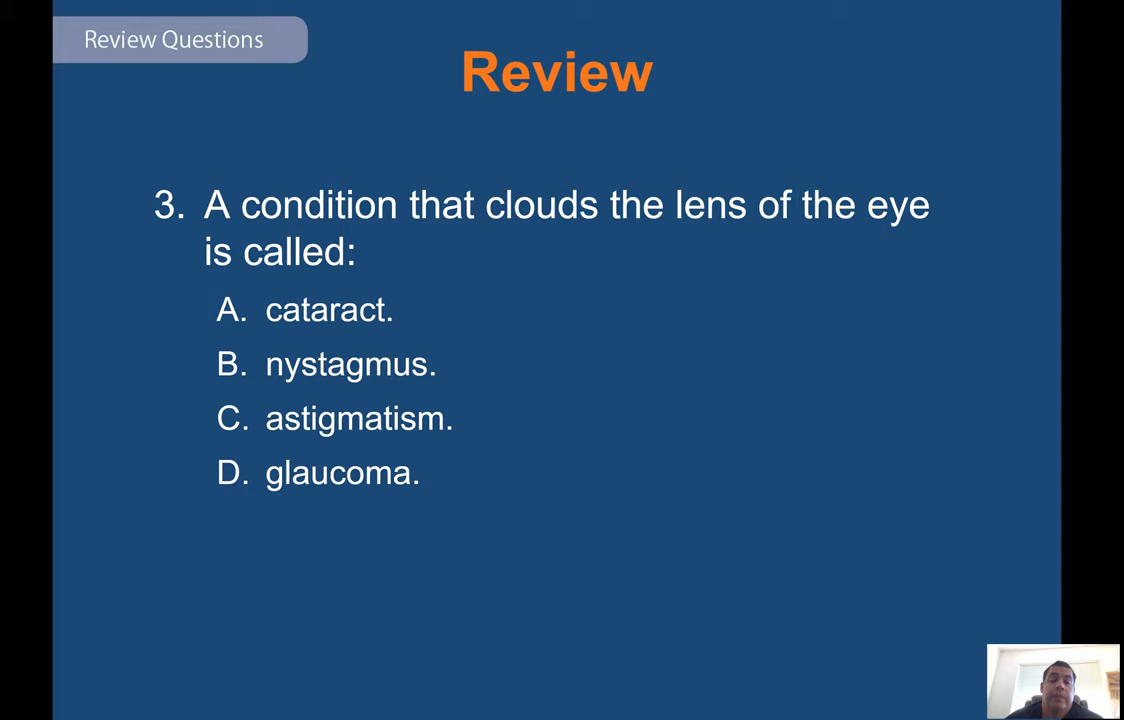 Review Questions
Review
3. A condition that clouds the lens of the eye
is called:
A. cataract.
B. nystagmus.
C. astigmatism.
D. glaucoma.